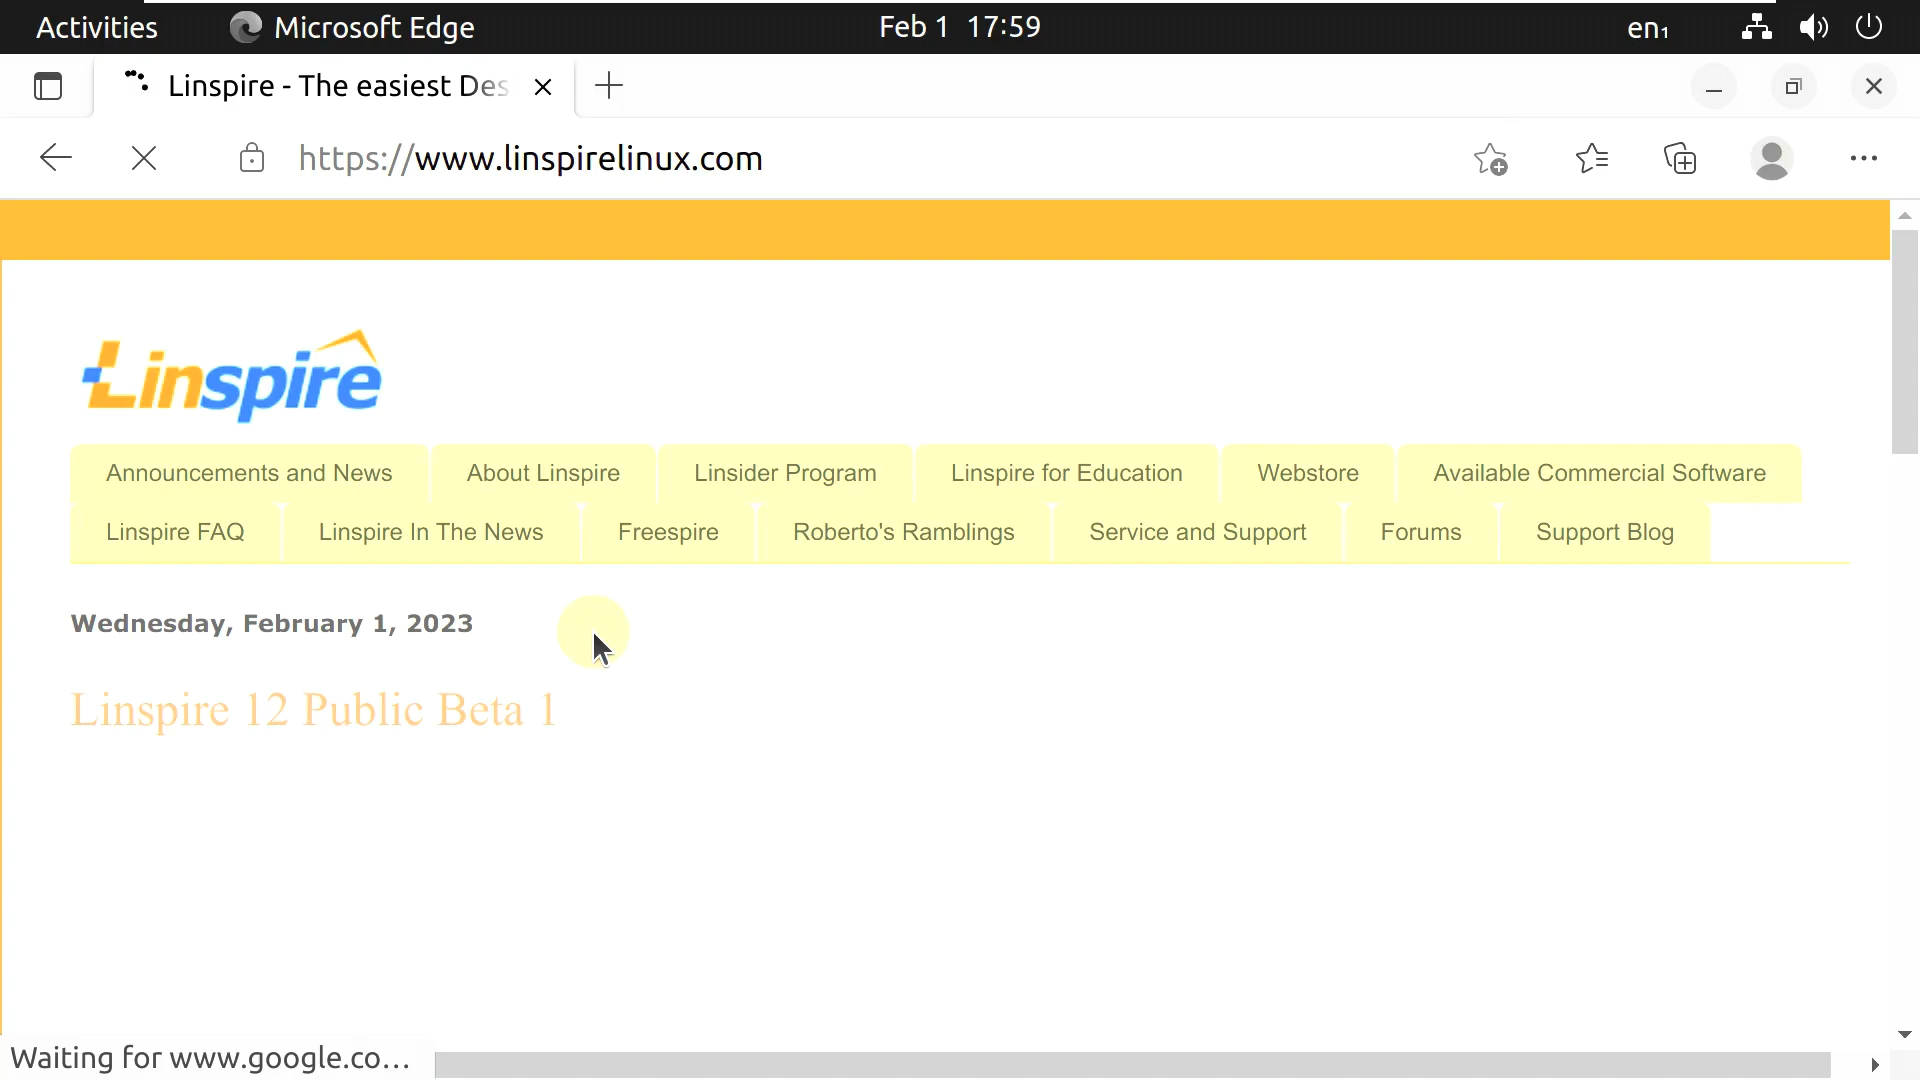 Activities Microsoft Edge Feb 1 17:59 en₁
Linspire - The easiest Des
https://www.linspirelinux.com
Linspire
Announcements and News About Linspire Linsider Program Linspire for Education Webstore Available Commercial Software
Linspire FAQ Linspire In The News Freespire Roberto's Ramblings Service and Support Forums Support Blog
Wednesday, February 1, 2023
Linspire 12 Public Beta 1
Waiting for www.google.co...